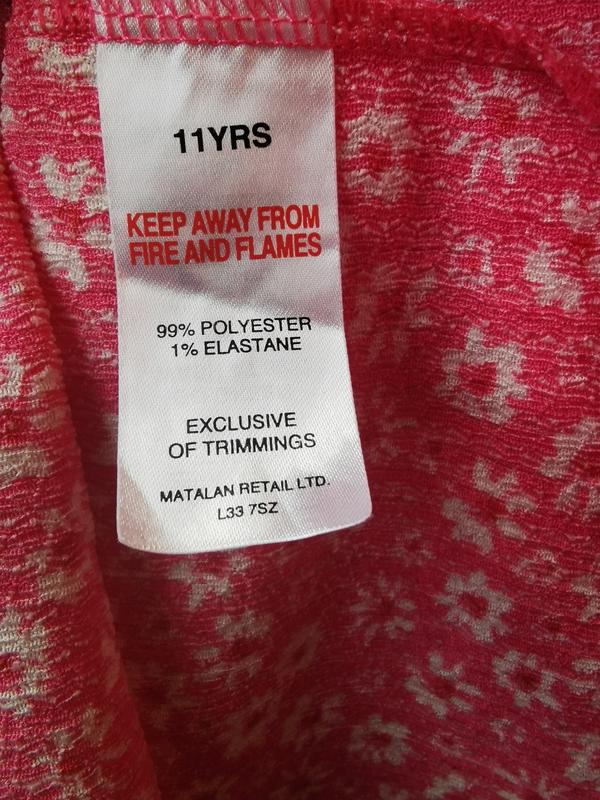 11YRS
KEEP AWAY FROM
FIRE AND FLAMES
99% POLYESTER
1% ELASTANE
EXCLUSIVE
OF TRIMMINGS
MATALAN RETAIL LTD.
L33 7SZ